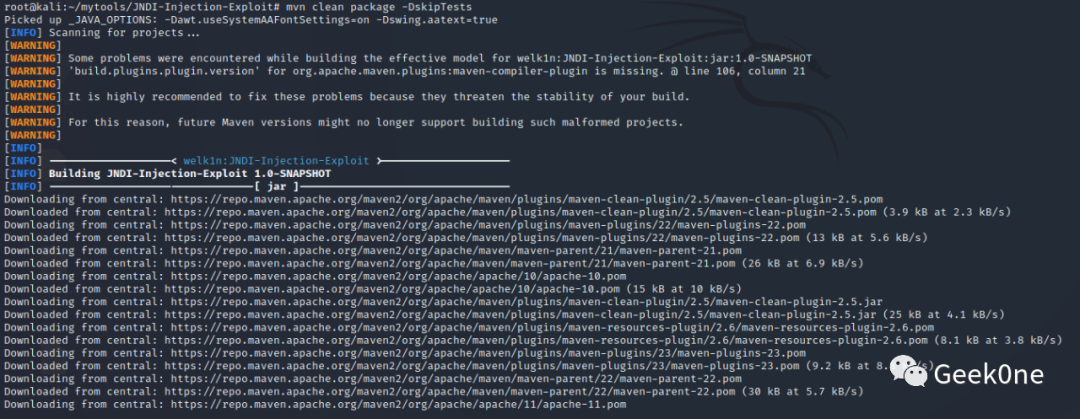 root@kali:~/mytools/JNDI-Injection-Exploit# mvn clean package -DskipTests
Picked up _JAVA_OPTIONS: -Dawt.useSystemAAFontSettings=on -Dswing.aatext=true
[INFO] Scanning for projects...
[WARNING]
[WARNING] Some problems were encountered while building the effective model for welk1n:JNDI-Injection-Exploit:jar:1.0-SNAPSHOT
[WARNING] 'build.plugins.plugin.version' for org.apache.maven.plugins:maven-compiler-plugin is missing. @ line 106, column 21
[WARNING]
[WARNING] It is highly recommended to fix these problems because they threaten the stability of your build.
[WARNING]
[WARNING] For this reason, future Maven versions might no longer support building such malformed projects.
[WARNING]
[INFO]
[INFO] ---------------------< welk1n:JNDI-Injection-Exploit >----------------------
[INFO] Building JNDI-Injection-Exploit 1.0-SNAPSHOT
[INFO] --------------------------------[ jar ]---------------------------------
Downloading from central: https://repo.maven.apache.org/maven2/org/apache/maven/plugins/maven-clean-plugin/2.5/maven-clean-plugin-2.5.pom
Downloaded from central: https://repo.maven.apache.org/maven2/org/apache/maven/plugins/maven-clean-plugin/2.5/maven-clean-plugin-2.5.pom (3.9 kB at 2.3 kB/s)
Downloading from central: https://repo.maven.apache.org/maven2/org/apache/maven/plugins/maven-plugins/22/maven-plugins-22.pom
Downloaded from central: https://repo.maven.apache.org/maven2/org/apache/maven/plugins/maven-plugins/22/maven-plugins-22.pom (13 kB at 5.6 kB/s)
Downloading from central: https://repo.maven.apache.org/maven2/org/apache/maven/maven-parent/21/maven-parent-21.pom
Downloaded from central: https://repo.maven.apache.org/maven2/org/apache/maven/maven-parent/21/maven-parent-21.pom (26 kB at 6.9 kB/s)
Downloading from central: https://repo.maven.apache.org/maven2/org/apache/apache/10/apache-10.pom
Downloaded from central: https://repo.maven.apache.org/maven2/org/apache/apache/10/apache-10.pom (15 kB at 10 kB/s)
Downloading from central: https://repo.maven.apache.org/maven2/org/apache/maven/plugins/maven-clean-plugin/2.5/maven-clean-plugin-2.5.jar
Downloaded from central: https://repo.maven.apache.org/maven2/org/apache/maven/plugins/maven-clean-plugin/2.5/maven-clean-plugin-2.5.jar (25 kB at 4.1 kB/s)
Downloading from central: https://repo.maven.apache.org/maven2/org/apache/maven/plugins/maven-resources-plugin/2.6/maven-resources-plugin-2.6.pom
Downloaded from central: https://repo.maven.apache.org/maven2/org/apache/maven/plugins/maven-resources-plugin/2.6/maven-resources-plugin-2.6.pom (8.1 kB at 3.8 kB/s)
Downloading from central: https://repo.maven.apache.org/maven2/org/apache/maven/plugins/maven-plugins/23/maven-plugins-23.pom
Downloaded from central: https://repo.maven.apache.org/maven2/org/apache/maven/plugins/maven-plugins/23/maven-plugins-23.pom (9.2 kB at
Downloading from central: https://repo.maven.apache.org/maven2/org/apache/maven/maven-parent/22/maven-parent-22.pom
Downloaded from central: https://repo.maven.apache.org/maven2/org/apache/maven/maven-parent/22/maven-parent-22.pom (30 kB at 5.7 kB/s)
Downloading from central: https://repo.maven.apache.org/maven2/org/apache/apache/11/apache-11.pom
Geek0ne